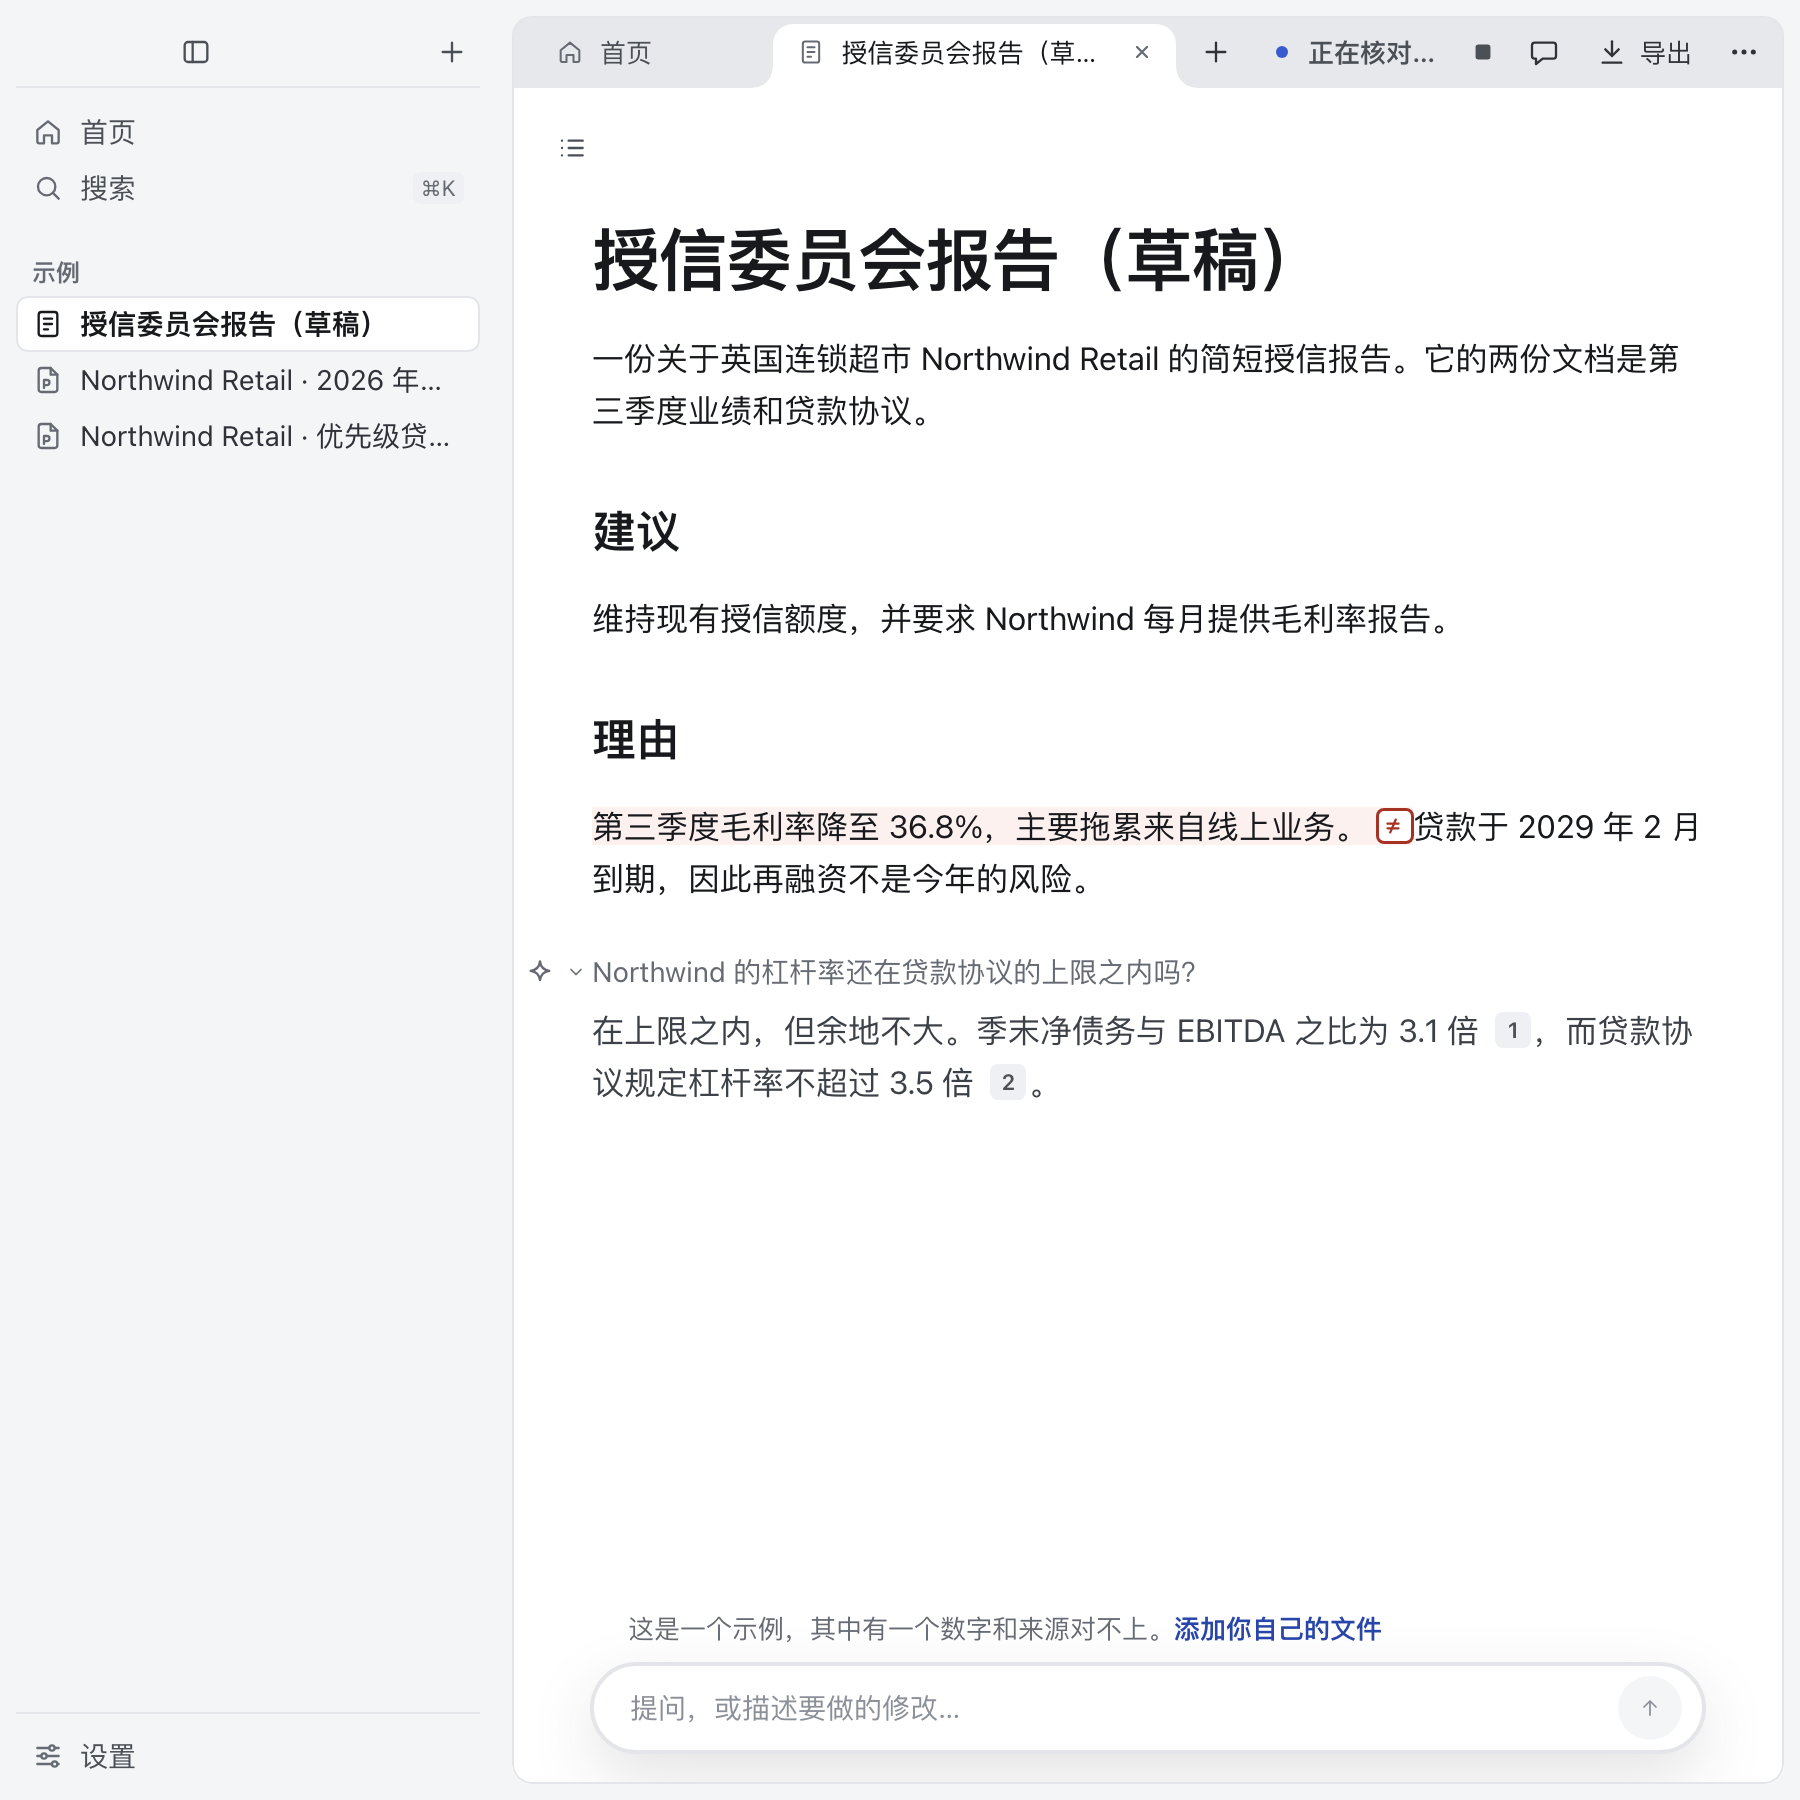 首页
搜索
⌘K
示例
授信委员会报告（草稿）
Northwind Retail · 2026 年...
Northwind Retail · 优先级贷...
设置
首页
授信委员会报告（草...
正在核对...
导出
授信委员会报告（草稿）
一份关于英国连锁超市 Northwind Retail 的简短授信报告。它的两份文档是第
三季度业绩和贷款协议。
建议
维持现有授信额度，并要求 Northwind 每月提供毛利率报告。
理由
第三季度毛利率降至 36.8%，主要拖累来自线上业务。 ≠ 贷款于 2029 年 2 月
到期，因此再融资不是今年的风险。
Northwind 的杠杆率还在贷款协议的上限之内吗？
在上限之内，但余地不大。季末净债务与 EBITDA 之比为 3.1 倍 1 ，而贷款协
议规定杠杆率不超过 3.5 倍 2 。
这是一个示例，其中有一个数字和来源对不上。添加你自己的文件
提问，或描述要做的修改...